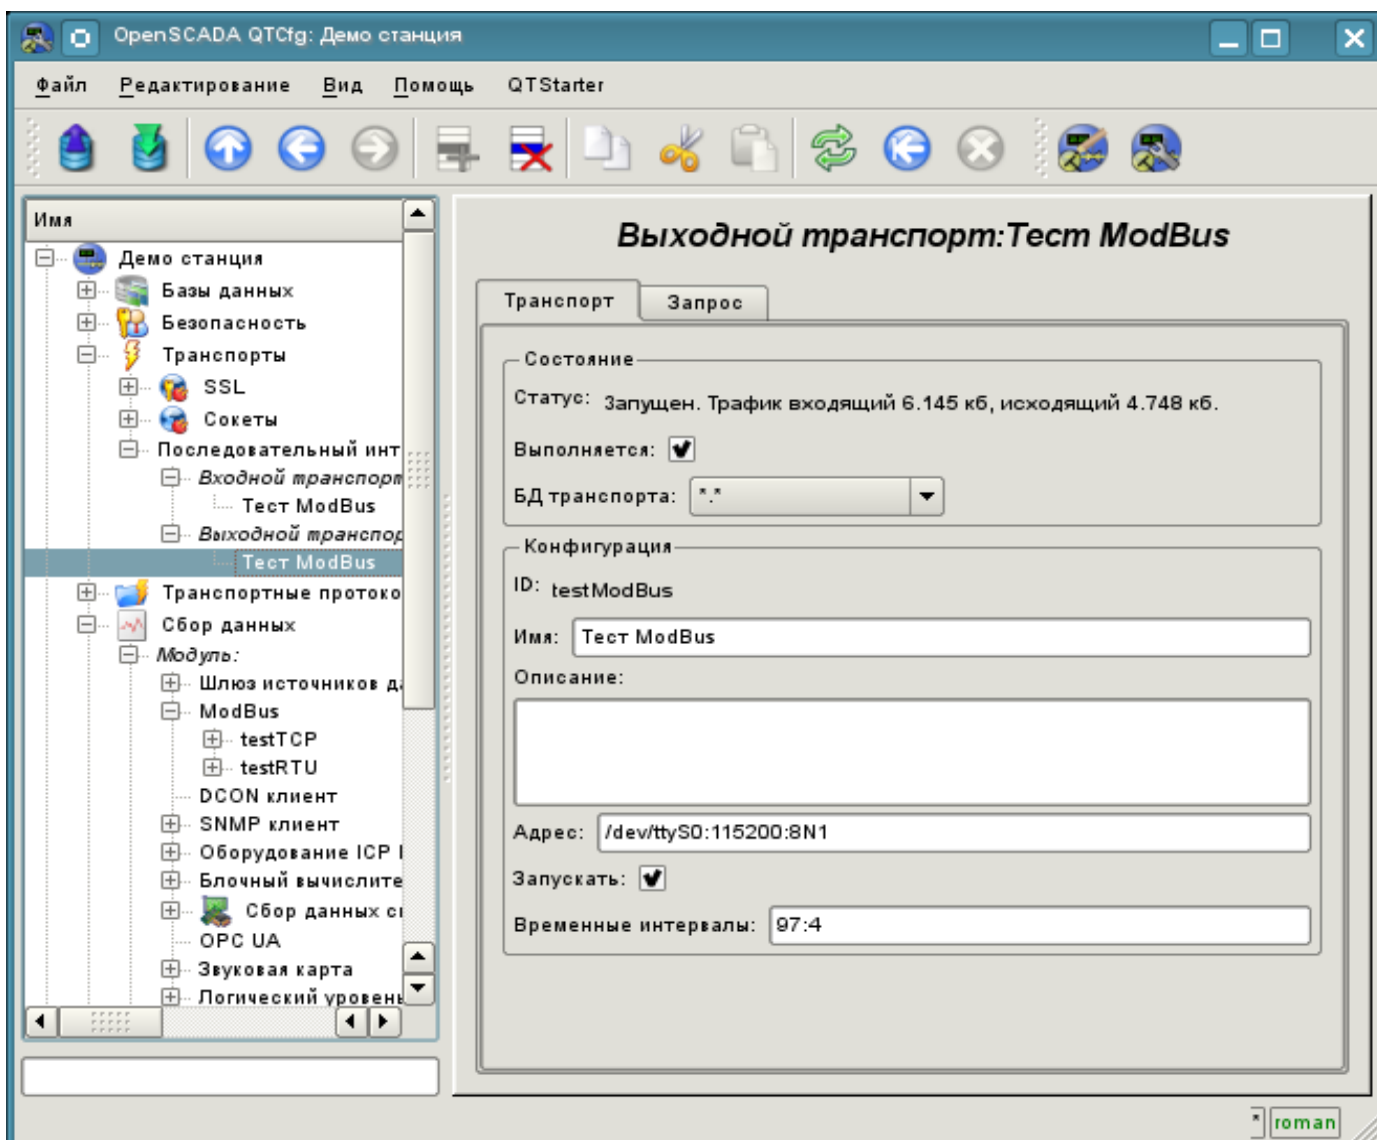 OpenSCADA QTCfg: Демо станция
Файл Редактирование Вид Помощь QTStarter
Имя
Демо станция
Базы данных
Безопасность
Транспорты
SSL
Сокеты
Последовательный инт
Входной транспорт
Тест ModBus
Выходной транспор
Тест ModBus
Транспортные протоко
Сбор данных
Модуль:
Шлюз источников д
ModBus
testTCP
testRTU
DCON клиент
SNMP клиент
Оборудование ICP
Блочный вычислите
Сбор данных
OPC UA
Звуковая карта
Логический уровень
Выходной транспорт:Тест ModBus
Транспорт Запрос
Состояние
Статус: Запущен. Трафик входящий 6.145 кб, исходящий 4.748 кб.
Выполняется:
БД транспорта: *.*
Конфигурация
ID: testModBus
Имя: Тест ModBus
Описание:
Адрес: /dev/ttyS0:115200:8N1
Запускать:
Временные интервалы: 97:4
* roman